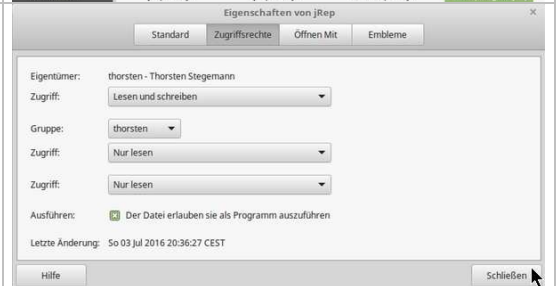 Eigenschaften von jRep
Standard Zugriffsrechte Öffnen Mit Embleme
Eigentümer: thorsten - Thorsten Stegemann
Zugriff: Lesen und schreiben
Gruppe: thorsten
Zugriff: Nur lesen
Zugriff: Nur lesen
Ausführen: Der Datei erlauben sie als Programm auszuführen
Letzte Änderung: So 03 Jul 2016 20:36:27 CEST
Hilfe Schließen